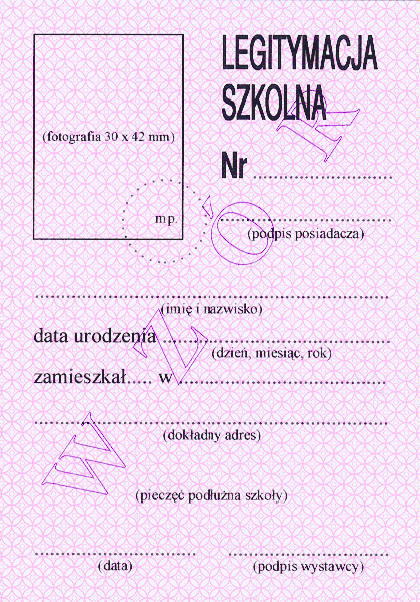 LEGITYMACJA
SZKOLNA
(fotografia 30 x 42 mm)
Nr ........................
mp.
(podpis posiadacza)
(imię i nazwisko)
data urodzenia ........................
(dzień, miesiąc, rok)
zamieszkał..... w ........................
(dokładny adres)
(pieczęć podłużna szkoły)
(data)
(podpis wystawcy)
WZÓR